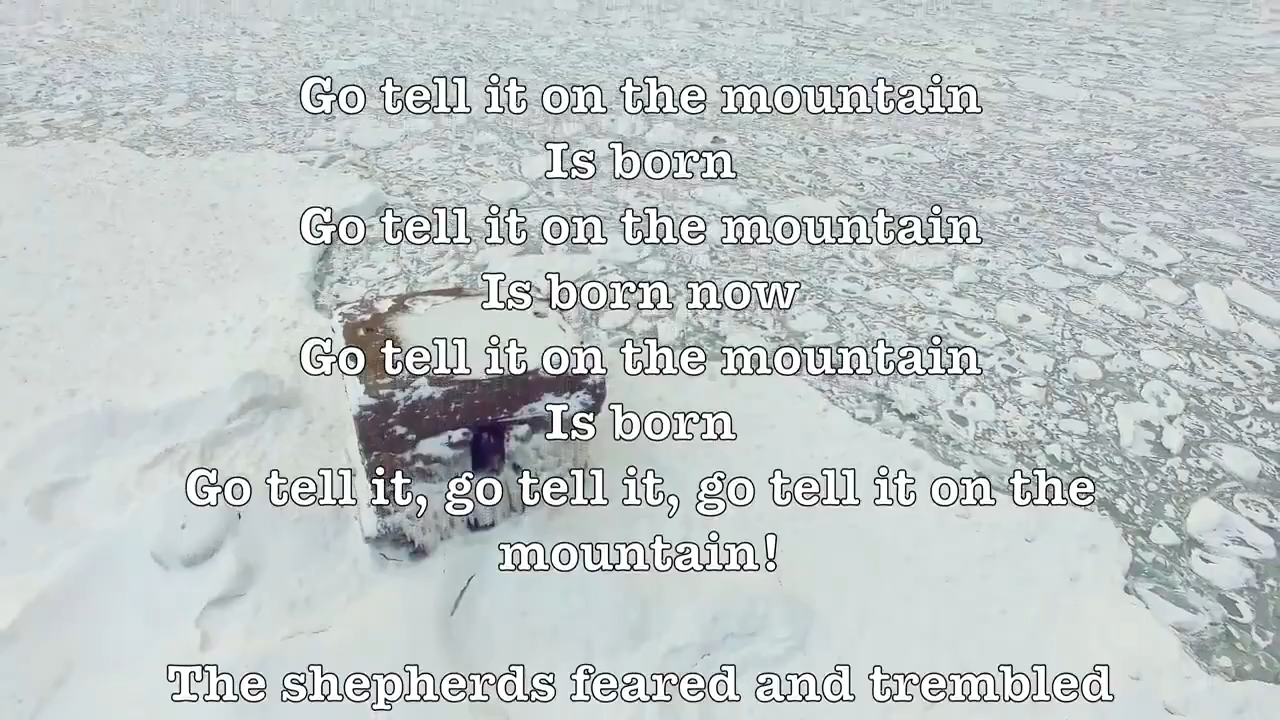 Go tell it on the mountain
Is born
Go tell it on the mountain
Is born now
Go tell it on the mountain
Is born
Go tell it, go tell it, go tell it on the
mountain!
The shepherds feared and trembled